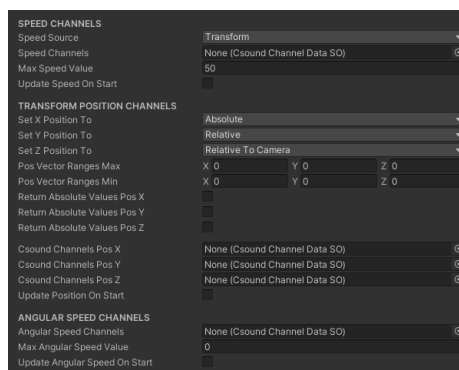 SPEED CHANNELS
Speed Source Transform
Speed Channels None (Csound Channel Data SO)
Max Speed Value 50
Update Speed On Start
TRANSFORM POSITION CHANNELS
Set X Position To Absolute
Set Y Position To Relative
Set Z Position To Relative To Camera
Pos Vector Ranges Max X 0 Y 0 Z 0
Pos Vector Ranges Min X 0 Y 0 Z 0
Return Absolute Values Pos X
Return Absolute Values Pos Y
Return Absolute Values Pos Z
Csound Channels Pos X None (Csound Channel Data SO)
Csound Channels Pos Y None (Csound Channel Data SO)
Csound Channels Pos Z None (Csound Channel Data SO)
Update Position On Start
ANGULAR SPEED CHANNELS
Angular Speed Channels None (Csound Channel Data SO)
Max Angular Speed Value 0
Update Angular Speed On Start